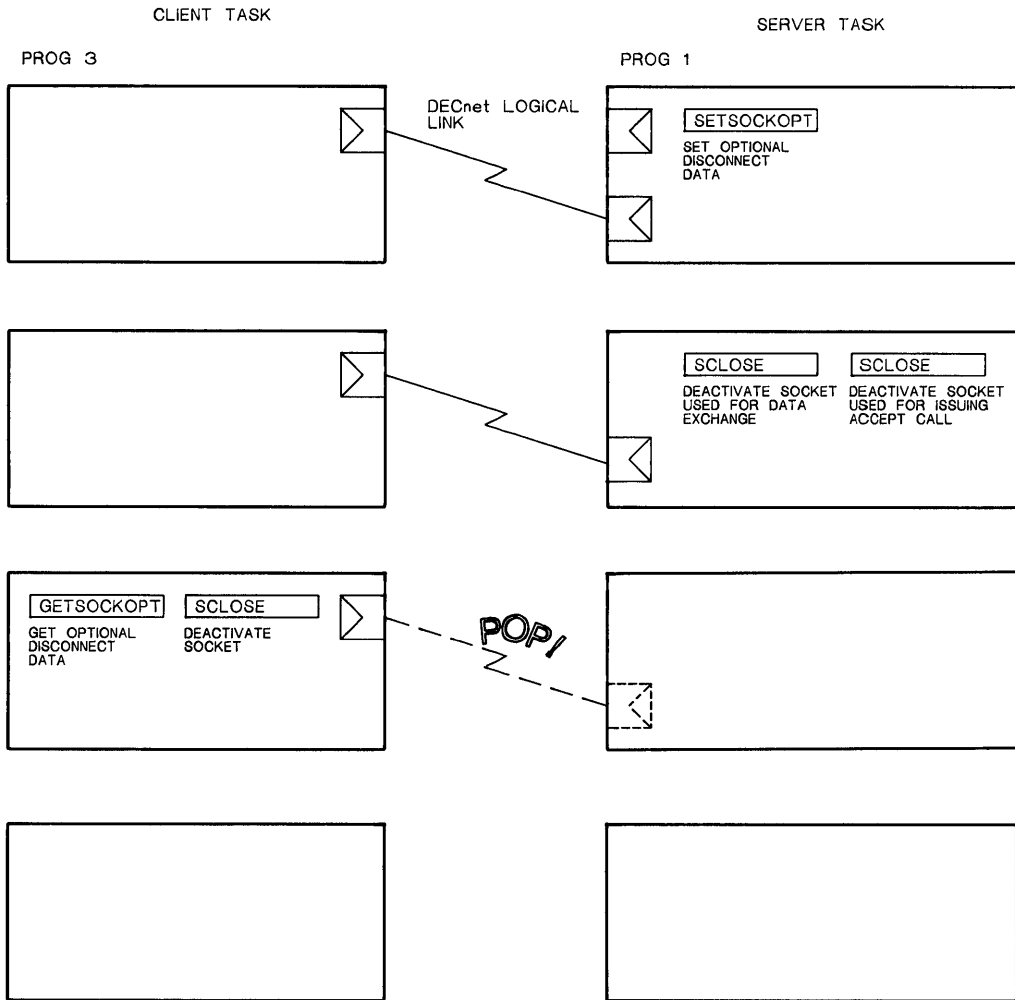 CLIENT TASK
SERVER TASK
PROG 3
PROG 1
DECnet LOGICAL
LINK
SETSOCKOPT
SET OPTIONAL
DISCONNECT
DATA
SCLOSE
DEACTIVATE SOCKET
USED FOR DATA
EXCHANGE
SCLOSE
DEACTIVATE SOCKET
USED FOR ISSUING
ACCEPT CALL
GETSOCKOPT
GET OPTIONAL
DISCONNECT
DATA
SCLOSE
DEACTIVATE
SOCKET
POP!